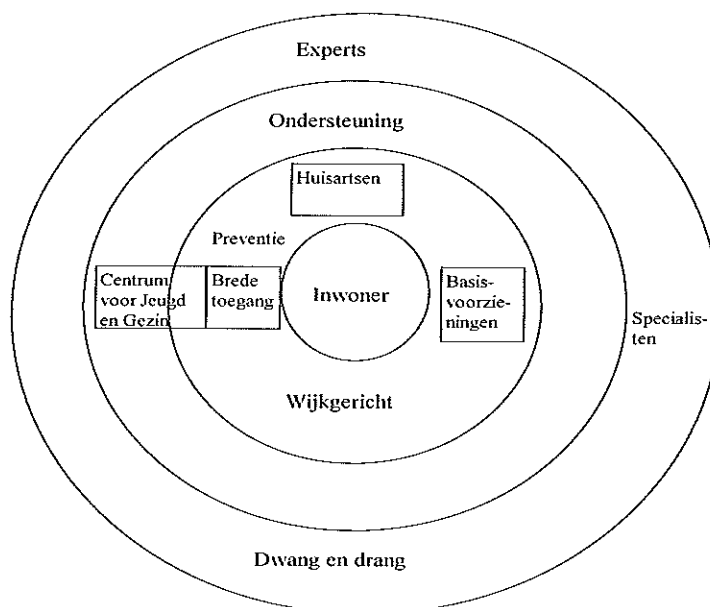 Experts
Ondersteuning
Huisartsen
Preventie
Centrum
voor Jeugd
en Gezin
Brede
toegang
Inwoner
Basis-
voorzie-
ningen
Specialis-
ten
Wijkgericht
Dwang en drang